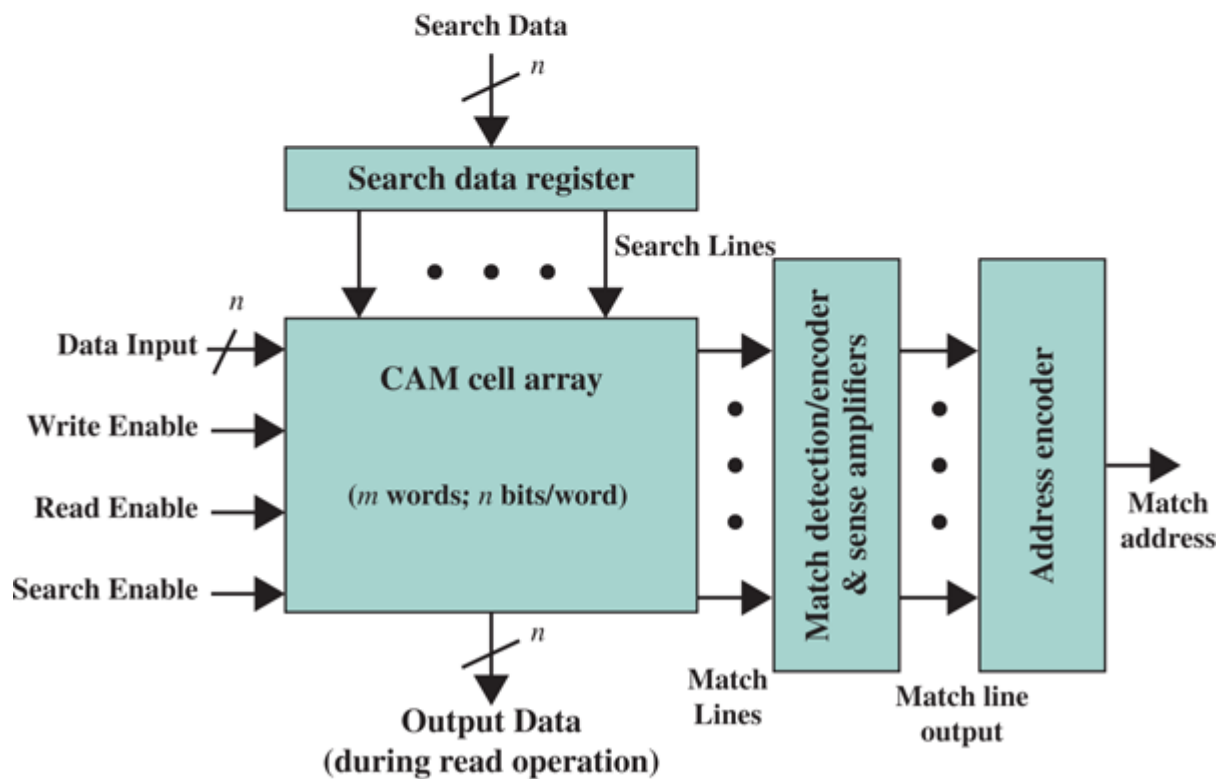 Search Data
n
Search data register
Search Lines
n
Data Input
CAM cell array
Write Enable
(m words; n bits/word)
Read Enable
Search Enable
n
Output Data
(during read operation)
Match
Lines
Match detection/encoder
& sense amplifiers
Match line
output
Address encoder
Match
address